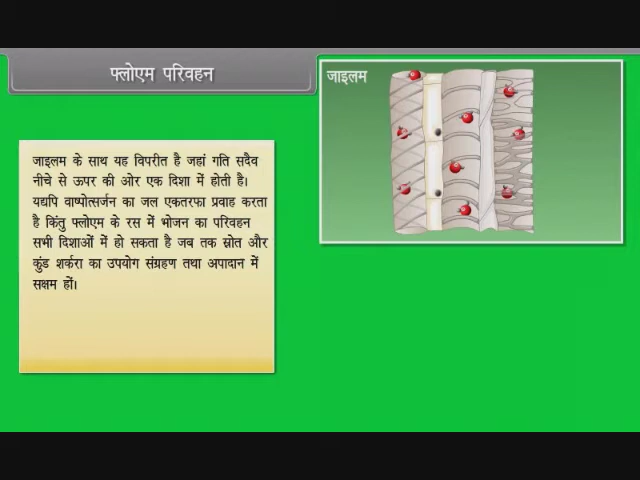 फ्लोएम परिवहन
जाइलम
जाइलम के साथ यह विपरीत है जहां गति सदैव
नीचे से ऊपर की ओर एक दिशा में होती है।
यद्यपि वाष्पोत्सर्जन का जल एकतरफा प्रवाह करता
है किंतु फ्लोएम के रस में भोजन का परिवहन
सभी दिशाओं में हो सकता है जब तक स्रोत और
कुंड शर्करा का उपयोग संग्रहण तथा अपादान में
सक्षम हों।